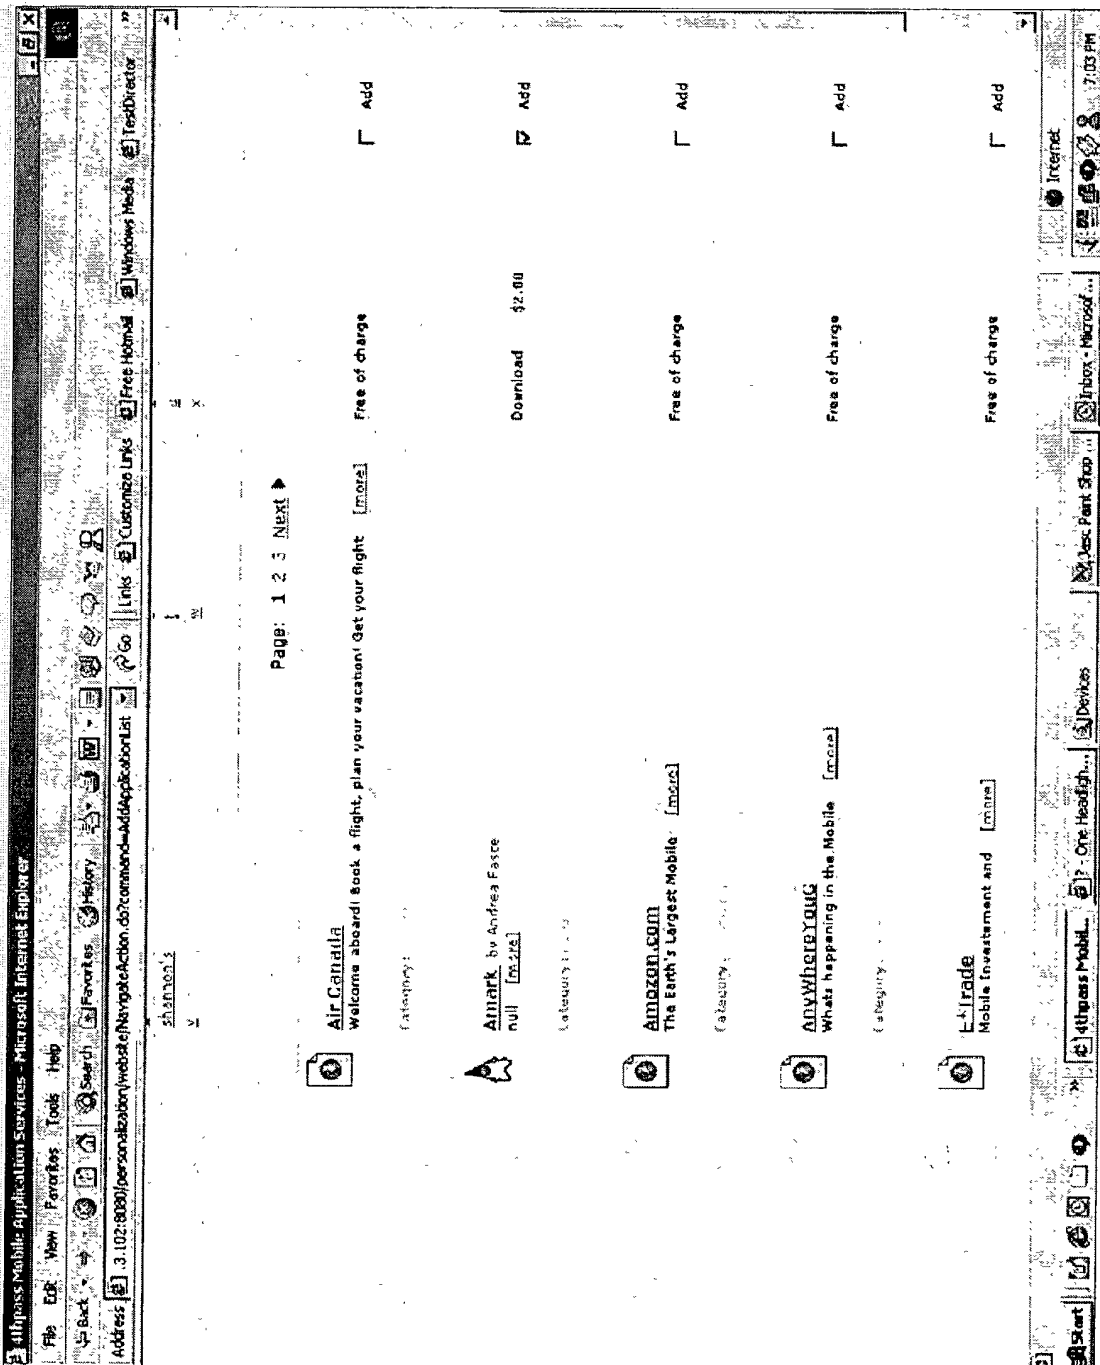 4thpass Mobile Application Services - Microsoft Internet Explorer
File Edit View Favorites Tools Help
Back Search Favorites History
Address .3.102:8080/personalization/website/NavigateAction.do?command=AddApplicationList Go Links Customize Links Free Hotmail Windows Media TestDirector »
shannon's
Page: 1 2 3 Next
Air Canada
Welcome aboard! Book a flight, plan your vacation! Get your flight [more] Free of charge Add
Category:
Amark by Andrea Fasce
null [more] Download $2.00 Add
Category:
Amozon.com
The Earth's Largest Mobile [more] Free of charge Add
Category:
AnyWhereYouG
Whats happening in the Mobile [more] Free of charge Add
Category:
E*Trade
Mobile Investement and [more] Free of charge Add
Internet
Start » 4thpass Mobil... ? - One Headligh... Devices Jasc Paint Shop ... Inbox - Microsof... 7:03 PM